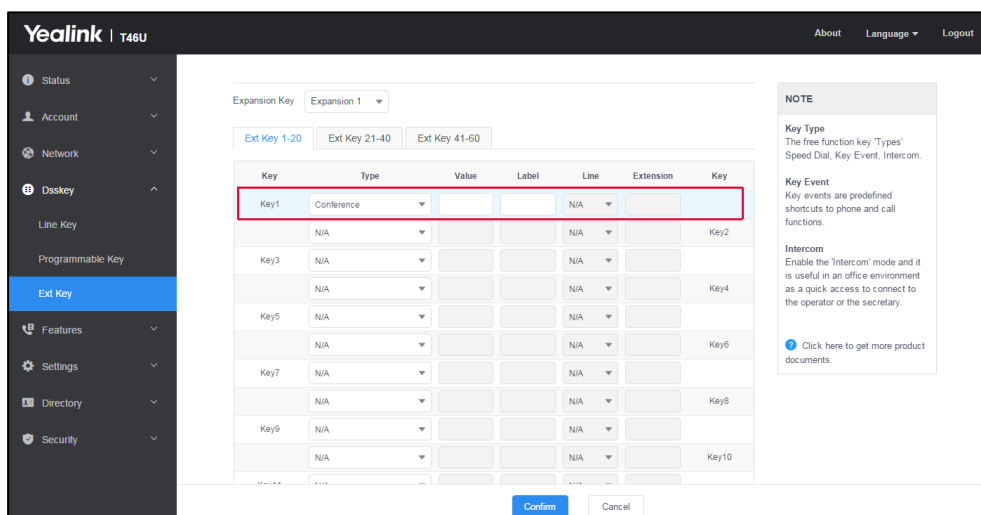 Yealink | T46U
About Language Logout
Status
Account
Network
Dsskey
Line Key
Programmable Key
Ext Key
Features
Settings
Directory
Security
Expansion Key Expansion 1
Ext Key 1-20 Ext Key 21-40 Ext Key 41-60
Key Type Value Label Line Extension Key
Key1 Conference N/A
N/A N/A Key2
Key3 N/A N/A
N/A N/A Key4
Key5 N/A N/A
N/A N/A Key6
Key7 N/A N/A
N/A N/A Key8
Key9 N/A N/A
N/A N/A Key10
Confirm Cancel
NOTE
Key Type
The free function key 'Types'
Speed Dial, Key Event, Intercom.
Key Event
Key events are predefined
shortcuts to phone and call
functions.
Intercom
Enable the 'Intercom' mode and it
is useful in an office environment
as a quick access to connect to
the operator or the secretary.
Click here to get more product
documents.